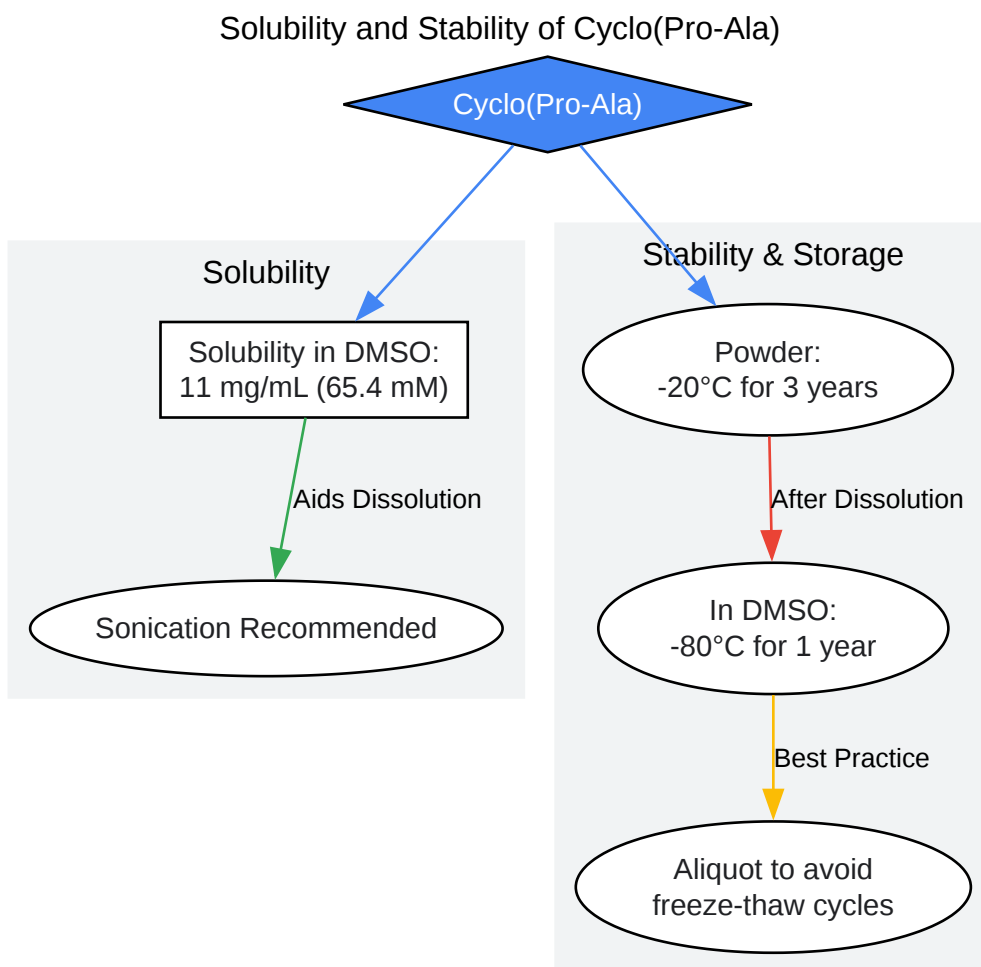 Solubility and Stability of Cyclo(Pro-Ala)
Cyclo(Pro-Ala)
Solubility
Solubility in DMSO:
11 mg/mL (65.4 mM)
Aids Dissolution
Sonication Recommended
Stability & Storage
Powder:
-20°C for 3 years
After Dissolution
In DMSO:
-80°C for 1 year
Best Practice
Aliquot to avoid
freeze-thaw cycles